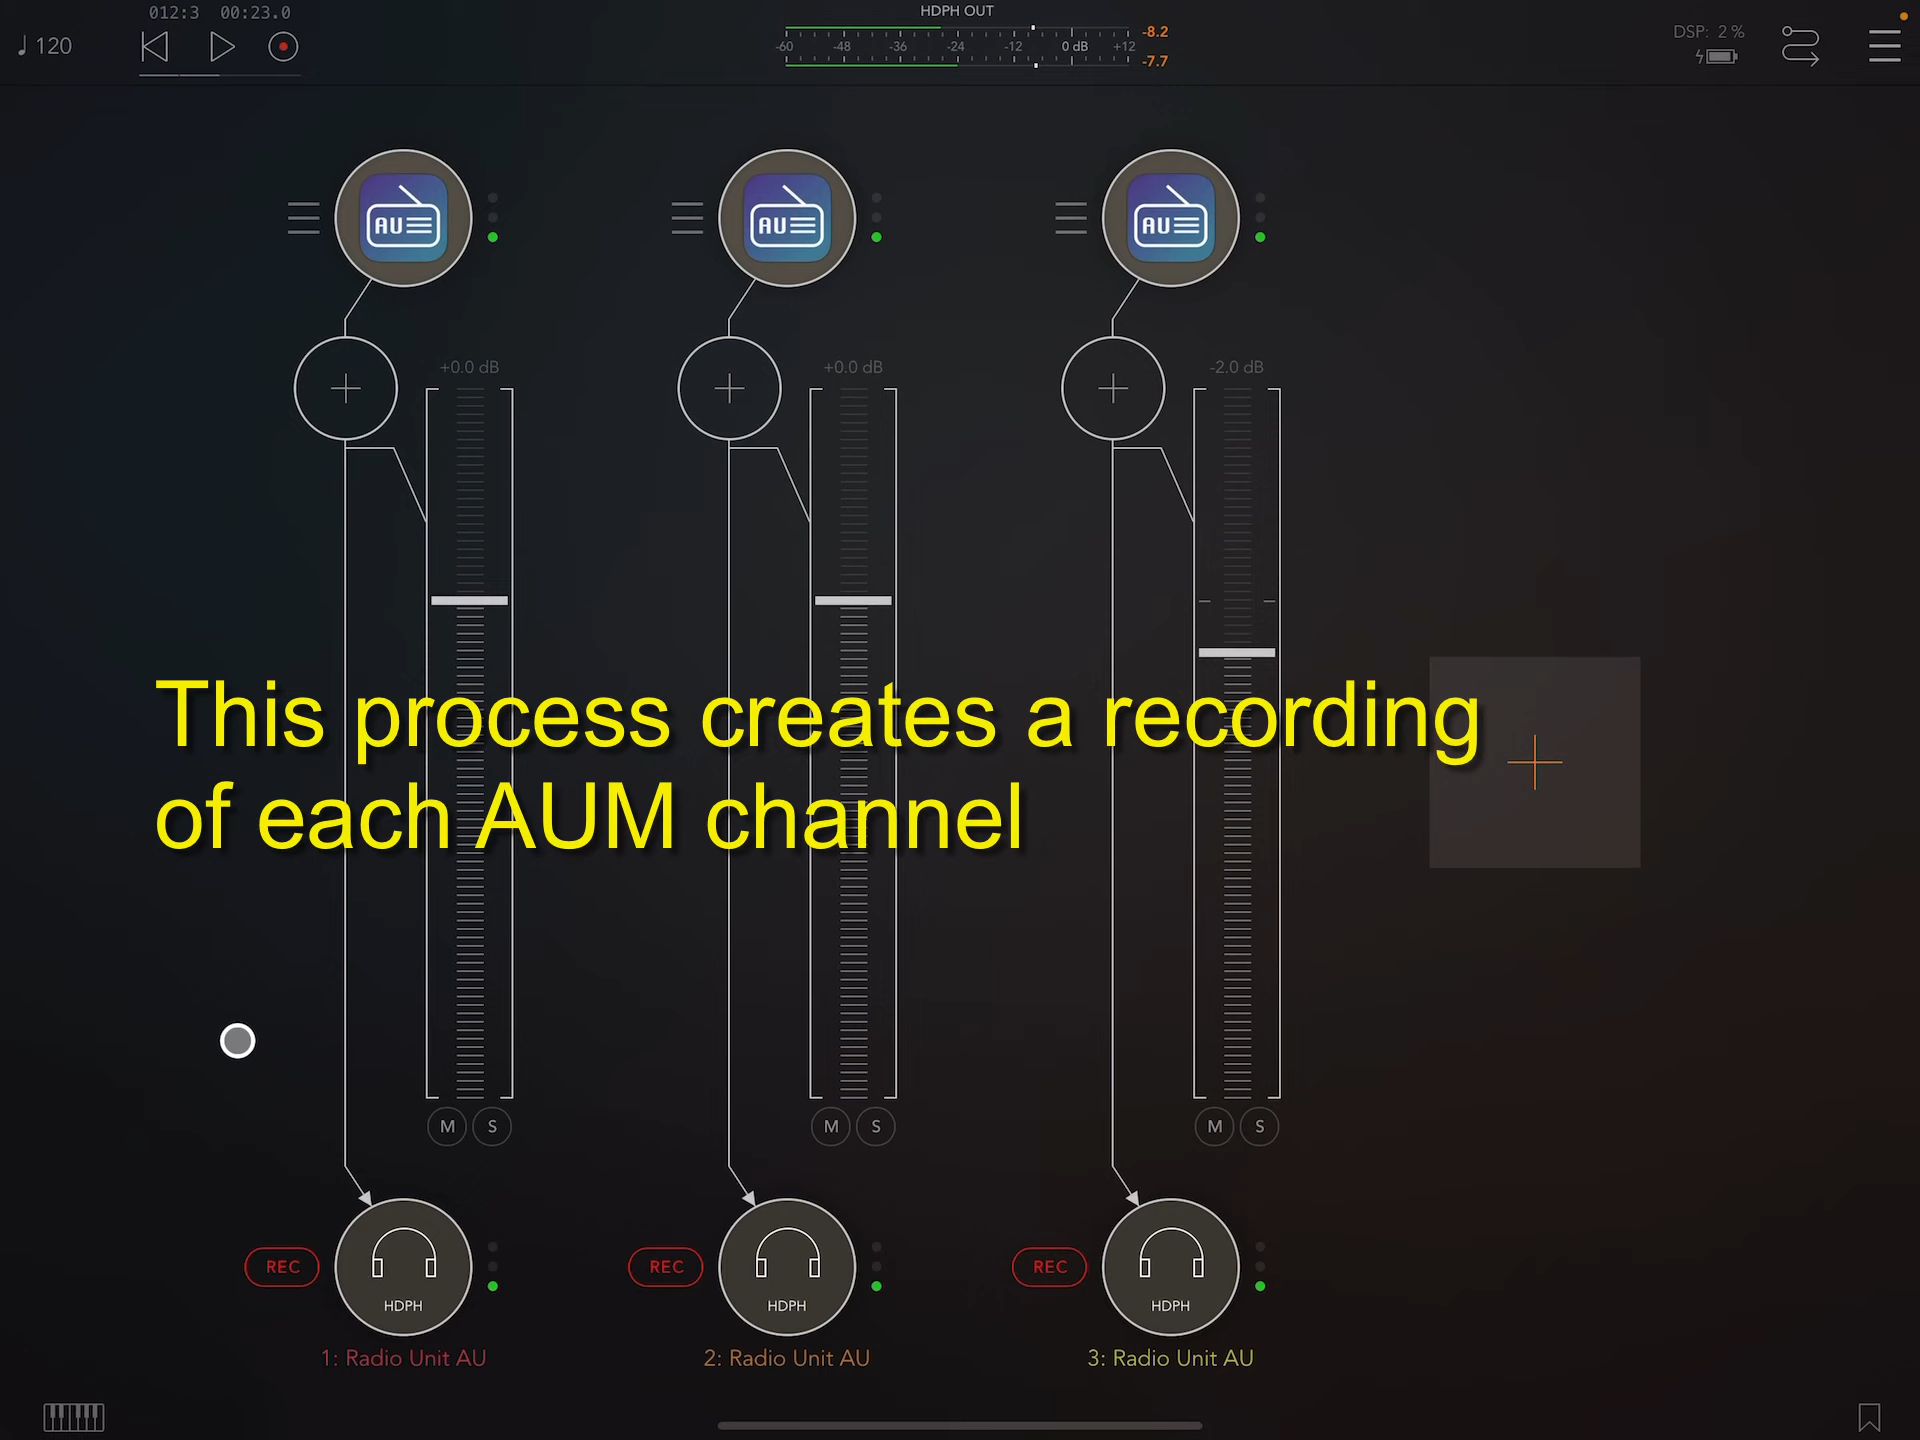 012:3 00:23.0
120
HDPH OUT
-60 -48 -36 -24 -12 0 dB +12
-8.2
-7.7
DSP: 2 %
AU AU AU
+0.0 dB +0.0 dB -2.0 dB
This process creates a recording
of each AUM channel
M S M S M S
REC REC REC
HDPH HDPH HDPH
1: Radio Unit AU 2: Radio Unit AU 3: Radio Unit AU